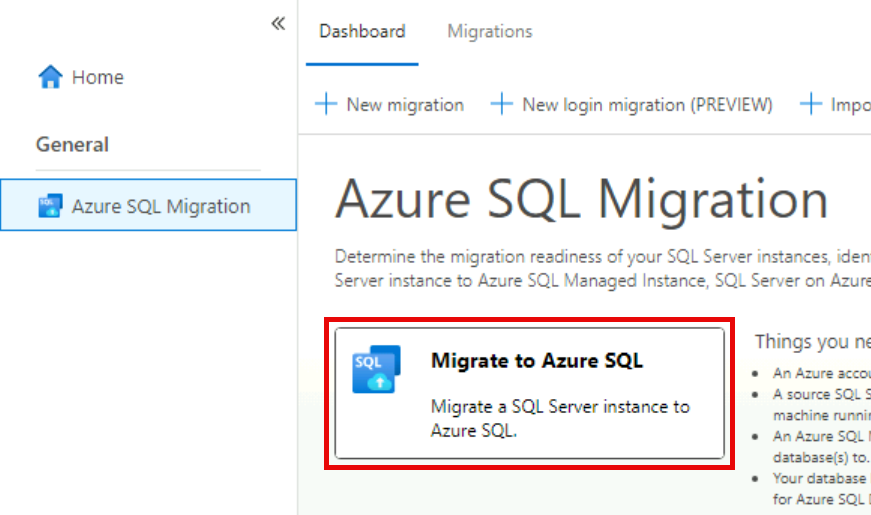 «
Home
General
SQL
Azure SQL Migration
Dashboard
Migrations
+ New migration
+ New login migration (PREVIEW)
+ Impo
Azure SQL Migration
Determine the migration readiness of your SQL Server instances, iden
Server instance to Azure SQL Managed Instance, SQL Server on Azure
SQL
Migrate to Azure SQL
Migrate a SQL Server instance to
Azure SQL.
Things you ne
• An Azure accou
• A source SQL S
machine runnin
• An Azure SQL M
database(s) to.
• Your database
for Azure SQL D